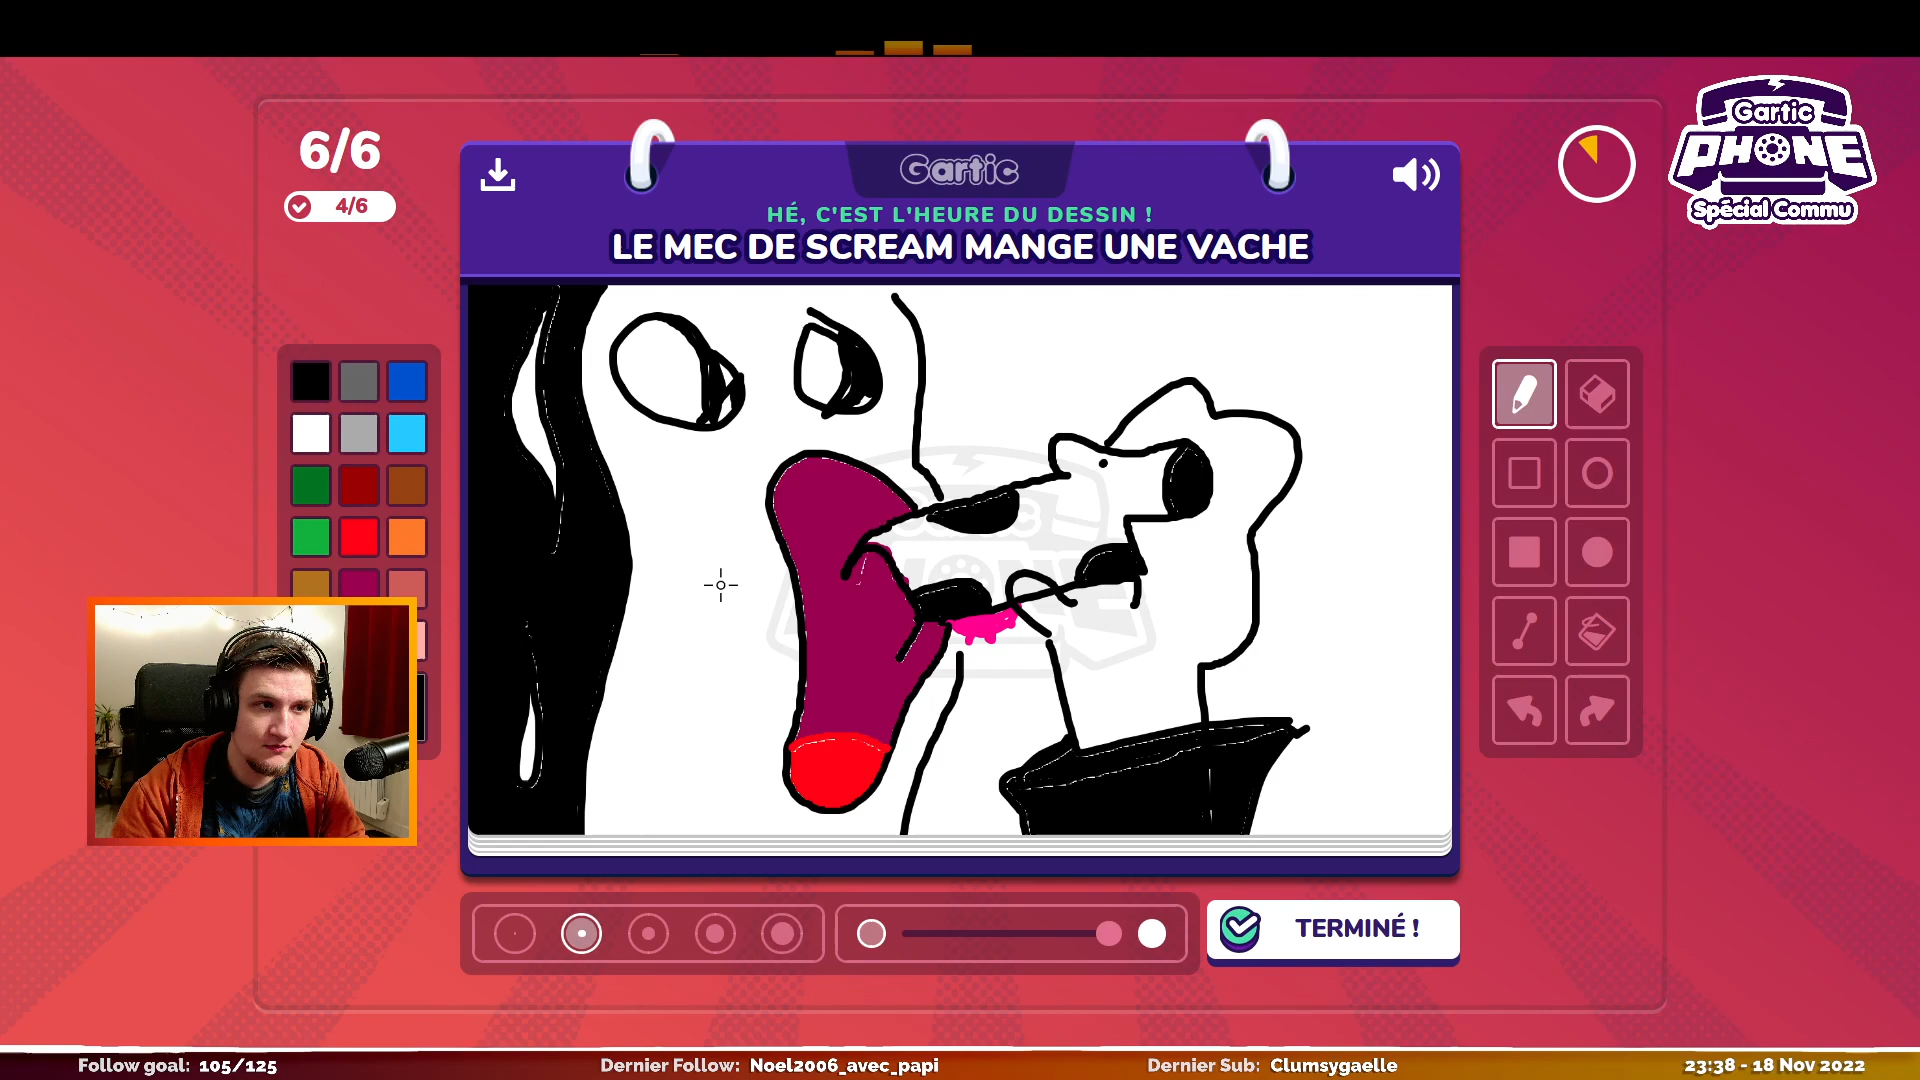 6/6
4/6
Gartic
HÉ, C'EST L'HEURE DU DESSIN !
LE MEC DE SCREAM MANGE UNE VACHE
Gartic
PHONE
Spécial Commu
TERMINÉ !
Follow goal: 105/125
Dernier Follow: Noel2006_avec_papi
Dernier Sub: Clumsygaelle
23:38 - 18 Nov 2022